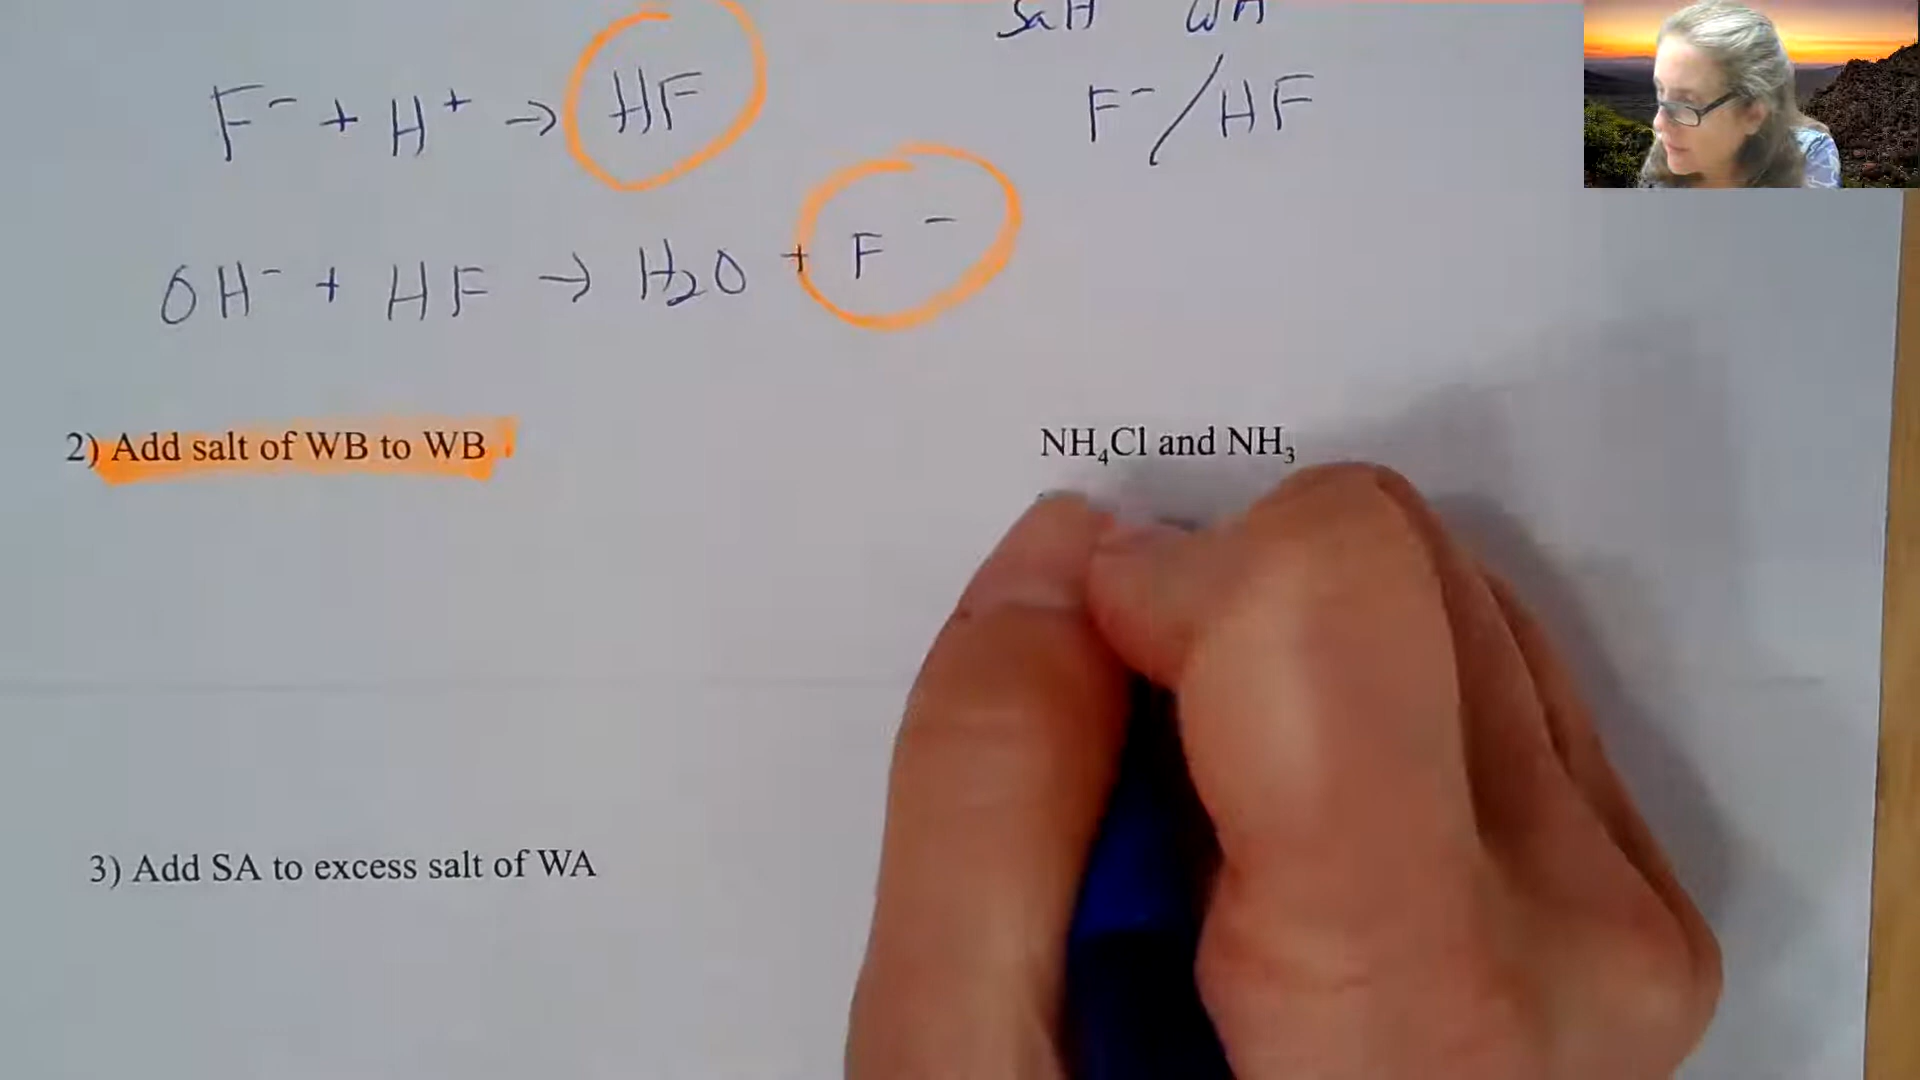 F⁻ + H⁺ → HF
F⁻/HF
OH⁻ + HF → H₂O + F⁻
2) Add salt of WB to WB
NH₄Cl and NH₃
3) Add SA to excess salt of WA